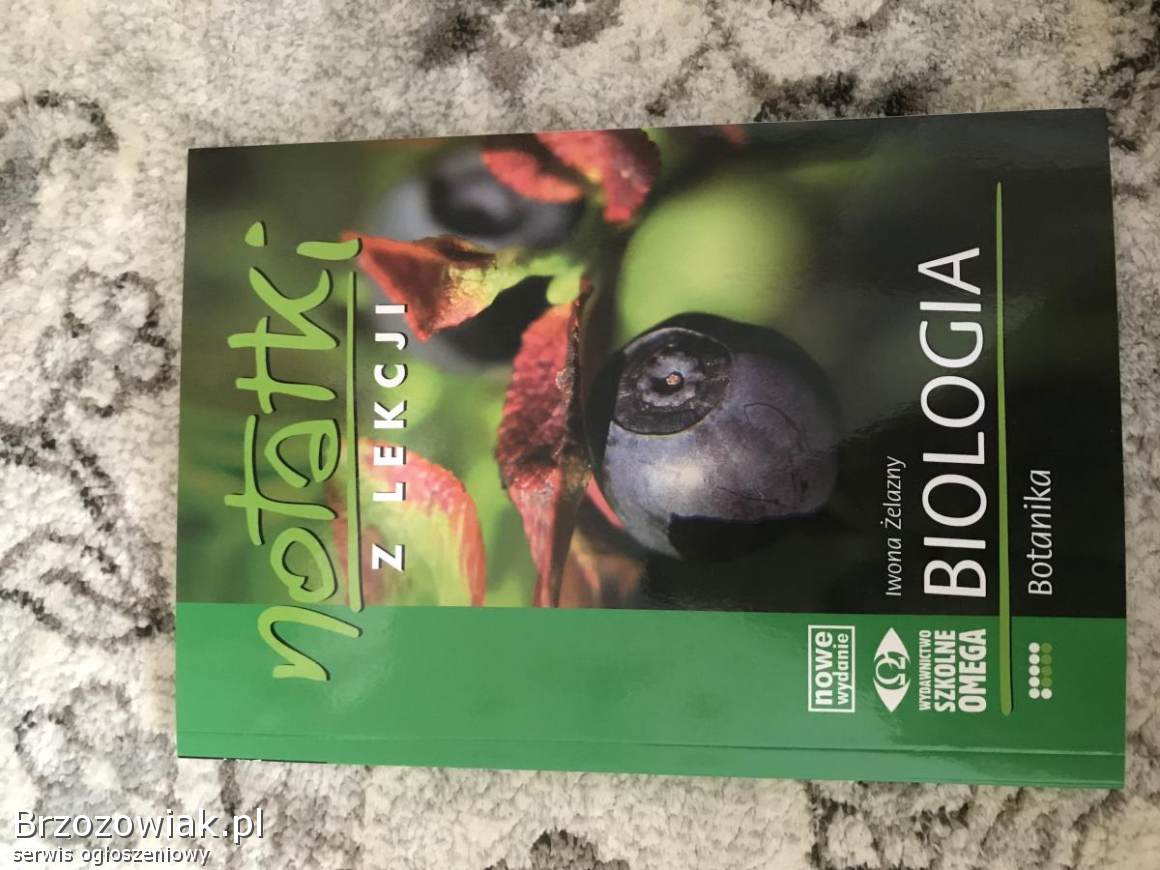 notatki
Z LEKCJI
Iwona żelazny
BIOLOGIA
Botanika
nowe
wydanie
WYDAWNICTWO
SZKOLNE
OMEGA
Brzozowiak.pl
serwis ogłoszeniowy